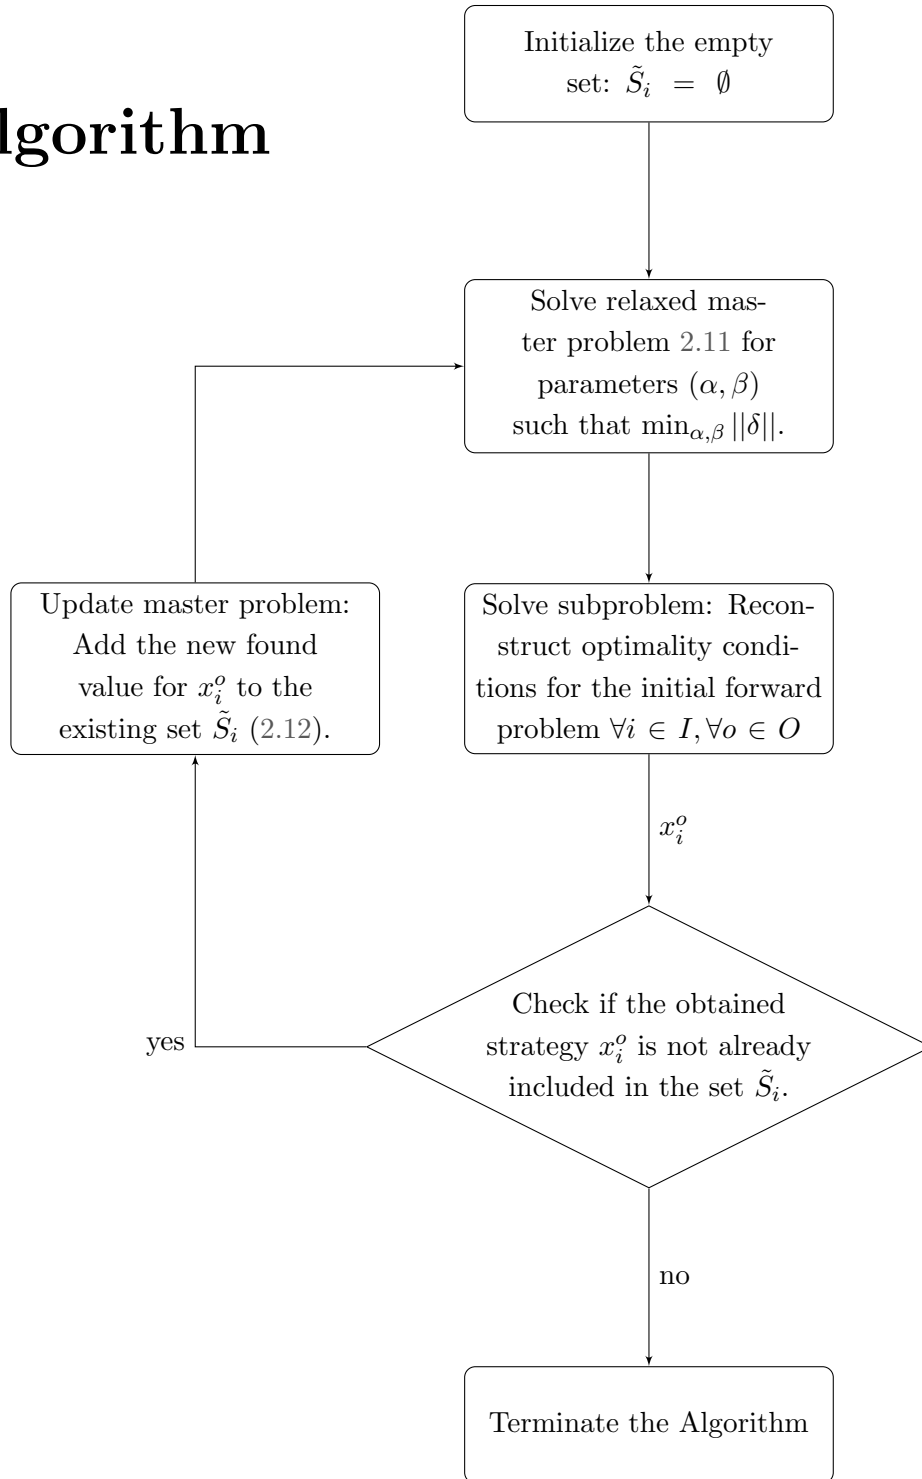 Initialize the empty
set: S̃ᵢ = ∅
lgorithm
Solve relaxed mas-
ter problem 2.11 for
parameters (α, β)
such that min_{α,β} ||δ||.
Update master problem:
Add the new found
value for x_i^o to the
existing set S̃ᵢ (2.12).
Solve subproblem: Recon-
struct optimality condi-
tions for the initial forward
problem ∀i ∈ I, ∀o ∈ O
x_i^o
Check if the obtained
strategy x_i^o is not already
included in the set S̃ᵢ.
yes
no
Terminate the Algorithm